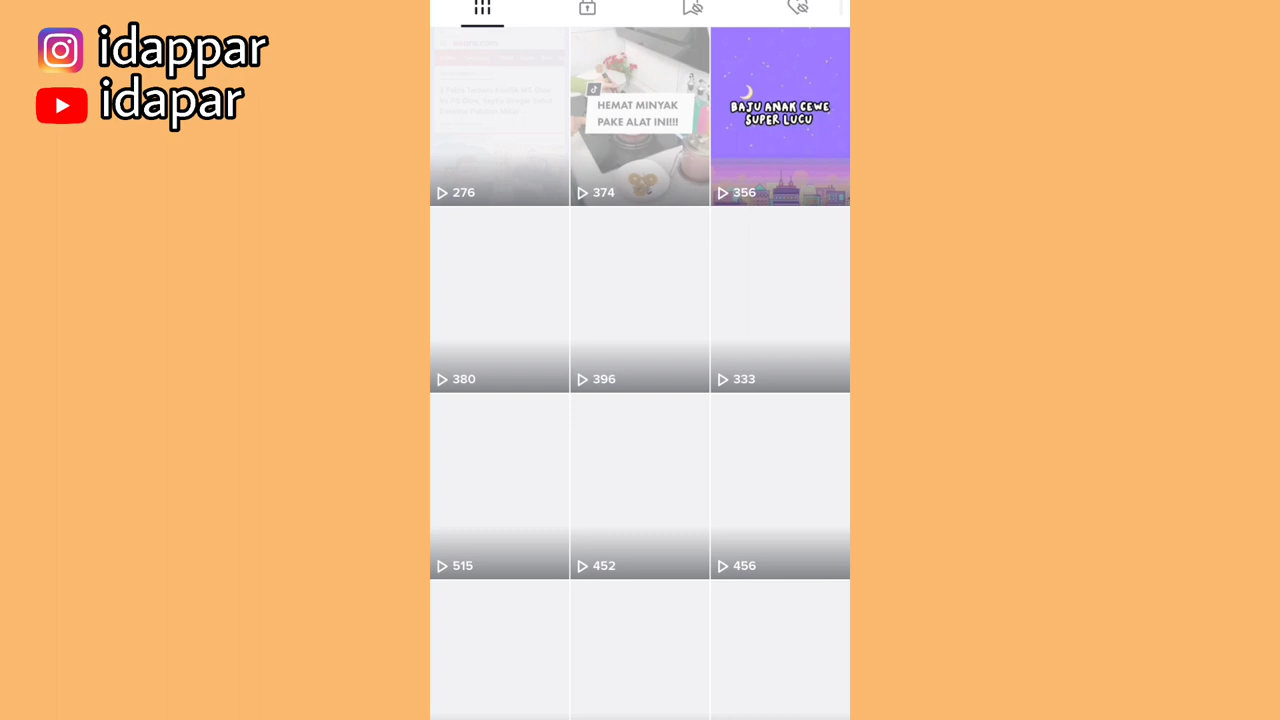 idappar
idapar
HEMAT MINYAK
PAKE ALAT INI!!!
BAJU ANAK CEWE
SUPER LUCU
276
374
356
380
396
333
515
452
456